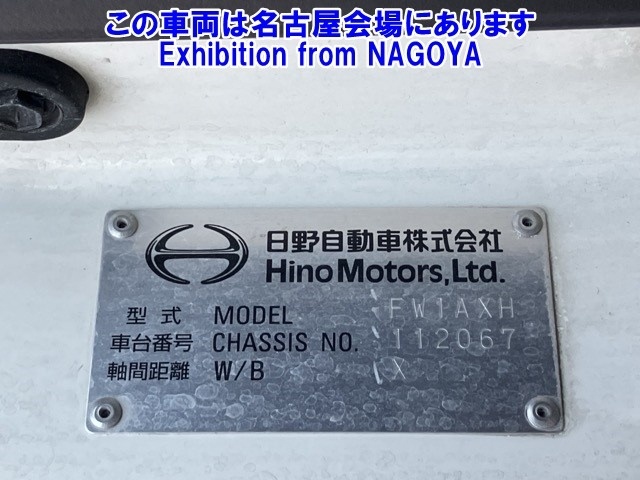 この車両は名古屋会場にあります
Exhibition from NAGOYA
日野自動車株式会社
Hino Motors, Ltd.
型式 MODEL FW1AXH
車台番号 CHASSIS NO. 112067
軸間距離 W/B X